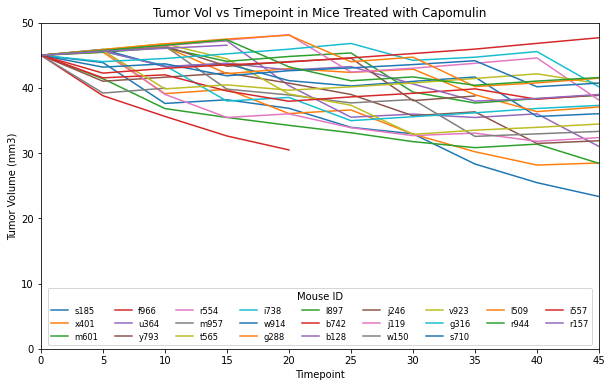 Tumor Vol vs Timepoint in Mice Treated with Capomulin
50
40
30
20
10
0
Tumor Volume (mm3)
Mouse ID
s185 f966 r554 i738 l897 j246 v923 l509 i557
x401 u364 m957 w914 b742 j119 g316 r944 r157
m601 y793 t565 g288 b128 w150 s710
0 5 10 15 20 25 30 35 40 45
Timepoint